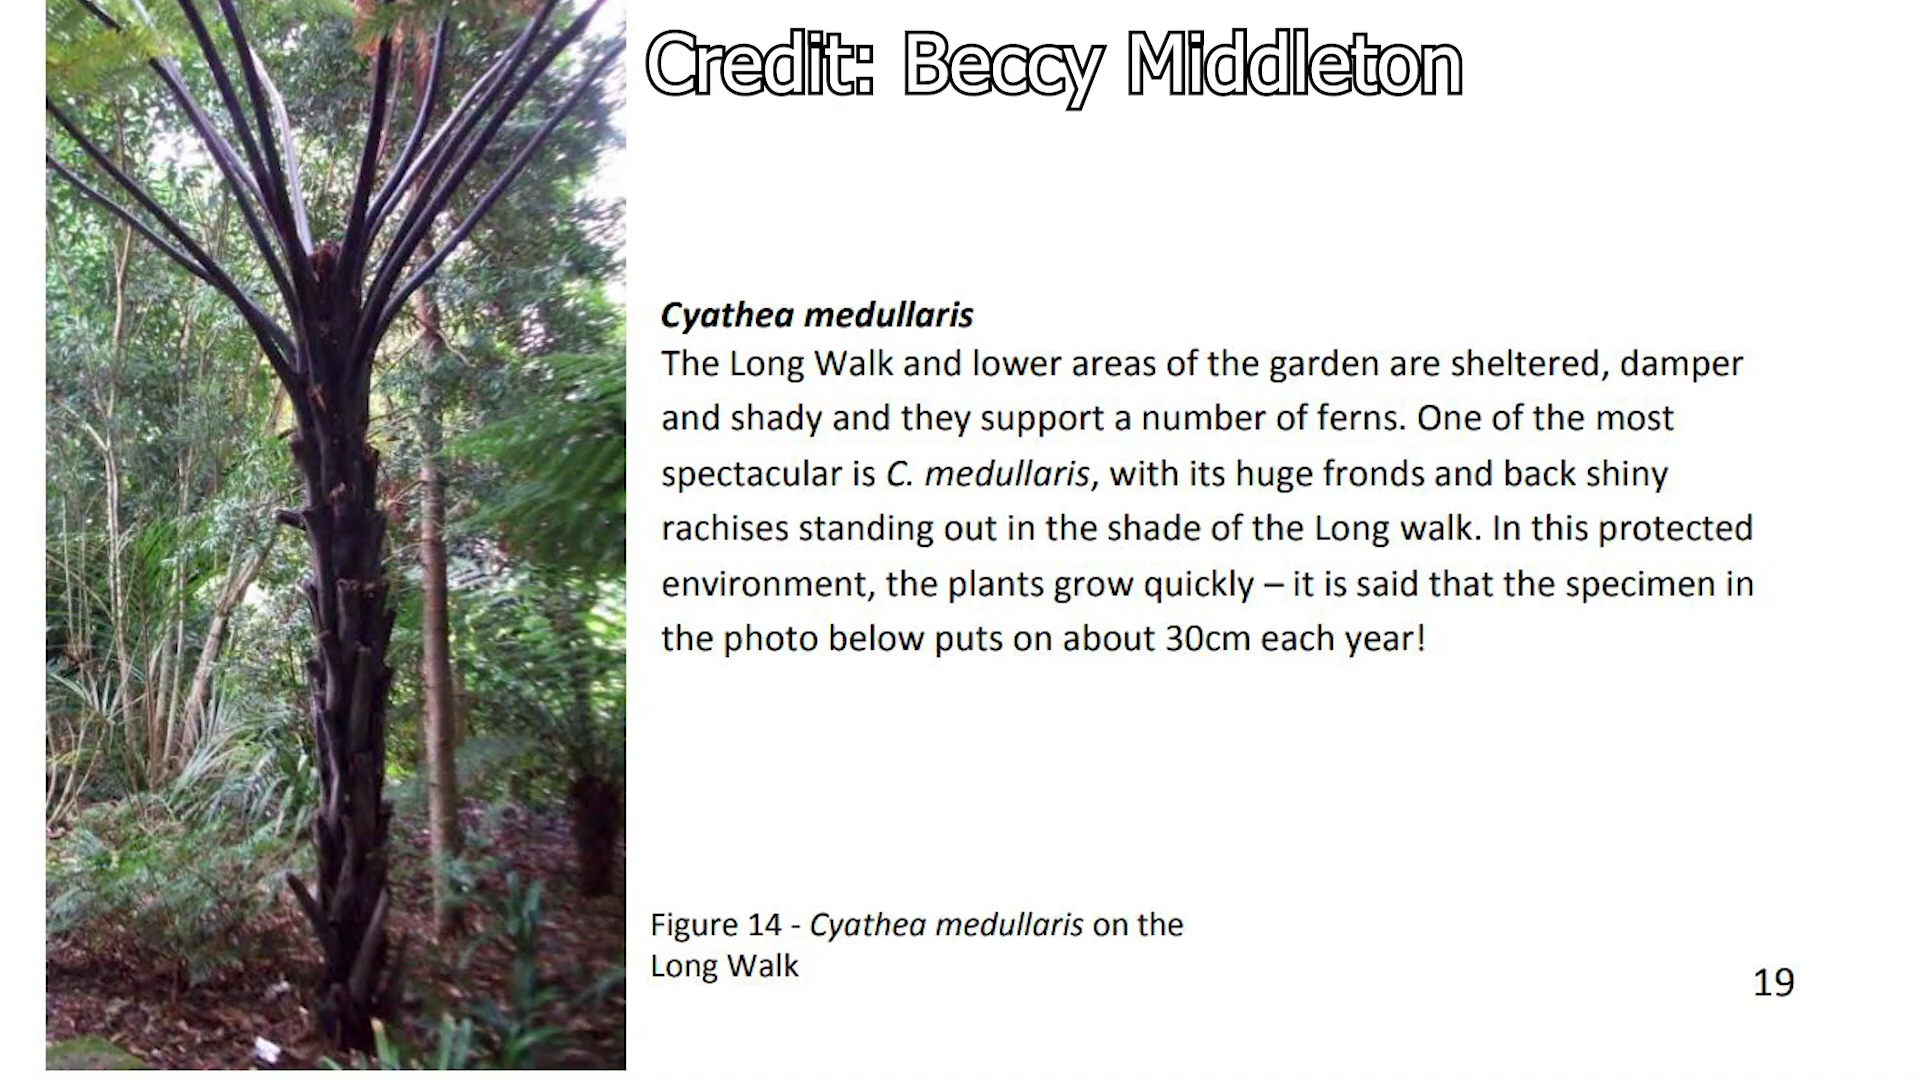 Credit: Beccy Middleton
Cyathea medullaris
The Long Walk and lower areas of the garden are sheltered, damper
and shady and they support a number of ferns. One of the most
spectacular is C. medullaris, with its huge fronds and back shiny
rachises standing out in the shade of the Long walk. In this protected
environment, the plants grow quickly – it is said that the specimen in
the photo below puts on about 30cm each year!
Figure 14 - Cyathea medullaris on the
Long Walk
19